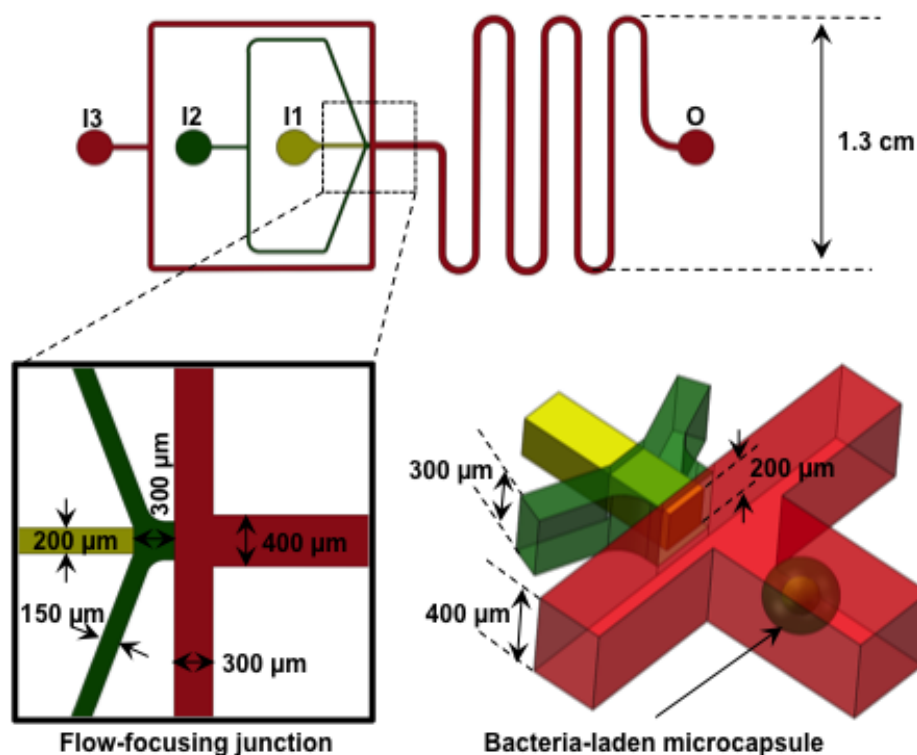 I3
I2
I1
O
1.3 cm
300 µm
200 µm
400 µm
150 µm
300 µm
300 µm
200 µm
400 µm
Flow-focusing junction
Bacteria-laden microcapsule